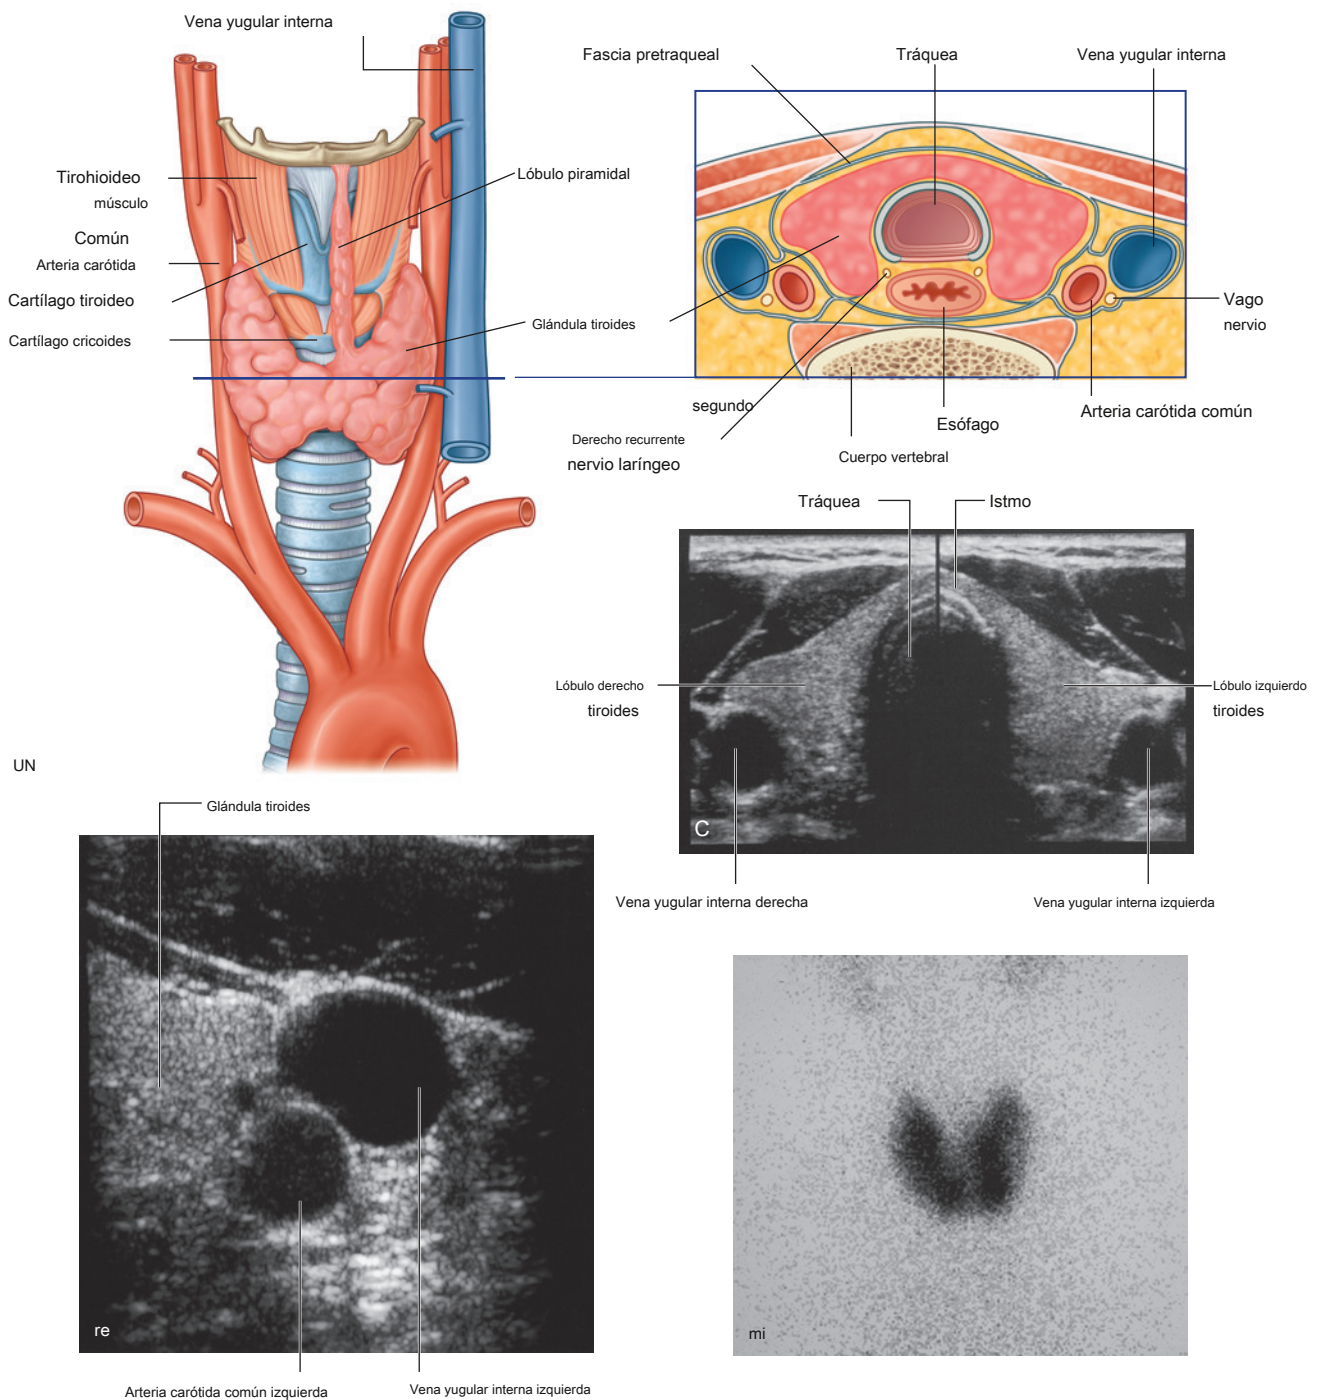 Vena yugular interna
Tirohioideo
músculo
Común
Arteria carótida
Cartílago tiroideo
Cartílago cricoides
Lóbulo piramidal
Glándula tiroides
UN
Fascia pretraqueal
Tráquea
Vena yugular interna
Vago
nervio
Arteria carótida común
Esófago
Cuerpo vertebral
segundo
Derecho recurrente
nervio laríngeo
Tráquea
Istmo
Lóbulo derecho
tiroides
Lóbulo izquierdo
tiroides
C
Vena yugular interna derecha
Vena yugular interna izquierda
Glándula tiroides
re
Arteria carótida común izquierda
Vena yugular interna izquierda
mi